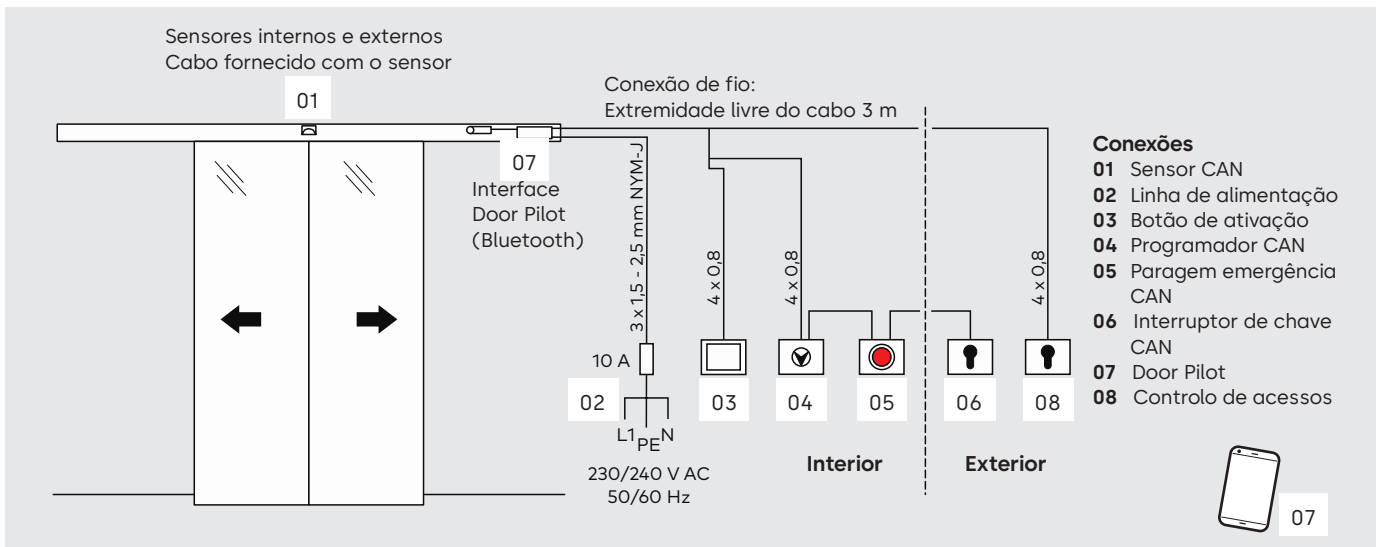 Sensores internos e externos
Cabo fornecido com o sensor
01
Conexão de fio:
Extremidade livre do cabo 3 m
07
Interface
Door Pilot
(Bluetooth)
3 x 1,5 - 2,5 mm NYM-J
4 x 0,8
4 x 0,8
4 x 0,8
10 A
02
03
04
05
06
08
L1 PE N
230/240 V AC
50/60 Hz
Interior
Exterior
Conexões
01 Sensor CAN
02 Linha de alimentação
03 Botão de ativação
04 Programador CAN
05 Paragem emergência
CAN
06 Interruptor de chave
CAN
07 Door Pilot
08 Controlo de acessos
07